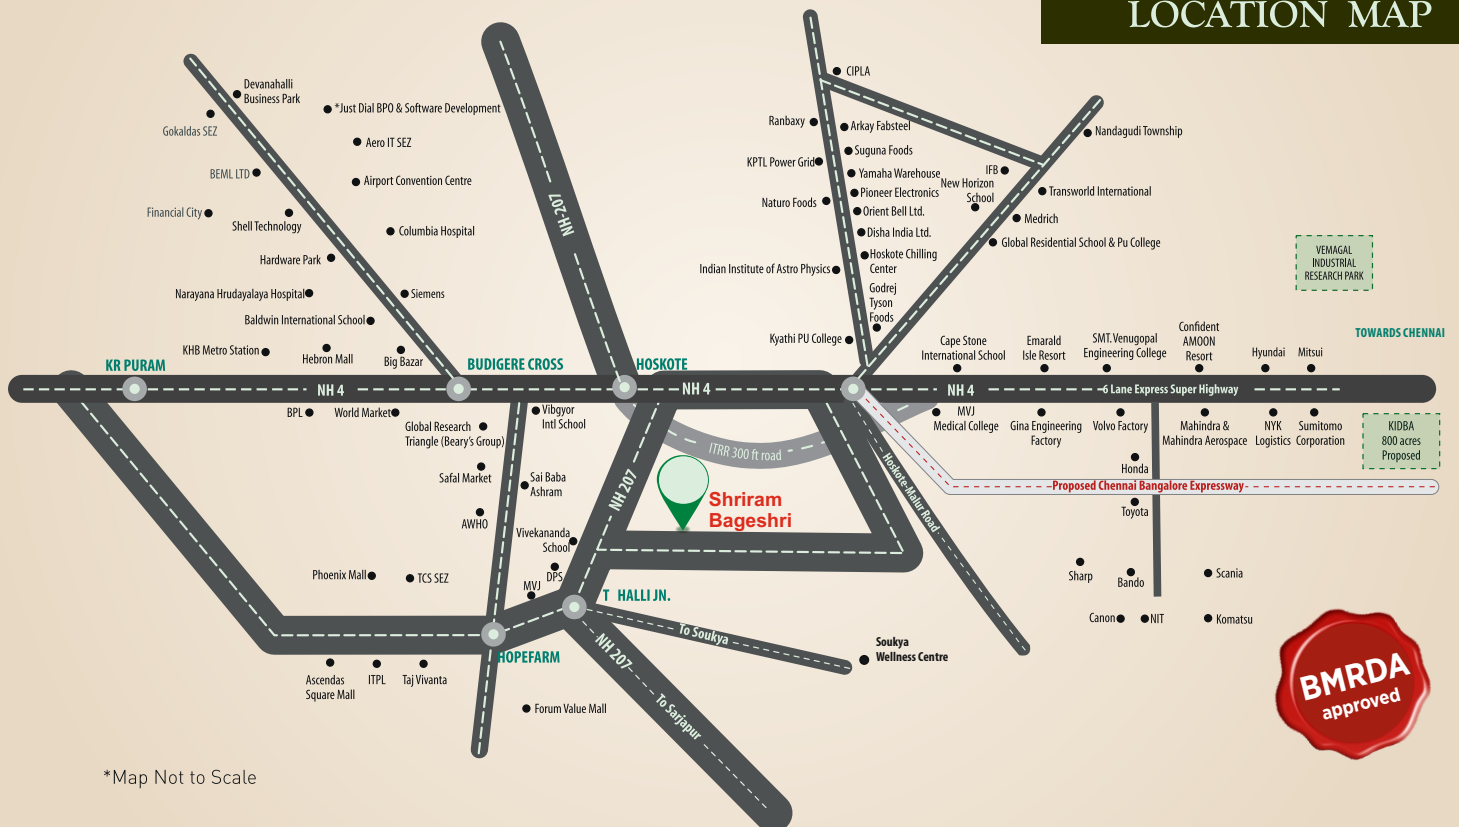 LOCATION MAP
CIPLA
Devanahalli
Business Park
*Just Dial BPO & Software Development
Gokaldas SEZ
Aero IT SEZ
BEML LTD
Airport Convention Centre
Financial City
Shell Technology
Columbia Hospital
Hardware Park
Narayana Hrudayalaya Hospital
Siemens
Baldwin International School
KHB Metro Station
Hebron Mall
Big Bazar
NH-207
Ranbaxy
Arkay Fabsteel
Suguna Foods
KPTL Power Grid
Yamaha Warehouse
Pioneer Electronics
Naturo Foods
Orient Bell Ltd.
Disha India Ltd.
Hoskote Chilling
Center
Indian Institute of Astro Physics
Godrej
Tyson
Foods
Kyathi PU College
Nandagudi Township
IFB
New Horizon
School
Transworld International
Medrich
Global Residential School & Pu College
VEMAGAL
INDUSTRIAL
RESEARCH PARK
TOWARDS CHENNAI
Cape Stone
International School
Emarald
Isle Resort
SMT. Venugopal
Engineering College
Confident
AMOON
Resort
Hyundai
Mitsui
KR PURAM
BUDIGERE CROSS
HOSKOTE
NH 4
NH 4
NH 4
6 Lane Express Super Highway
BPL
World Market
Global Research
Triangle (Beary's Group)
Vibgyor
Intl School
Safal Market
Sai Baba
Ashram
AWHO
Vivekananda
School
DPS
MVJ
Phoenix Mall
TCS SEZ
NH 207
ITRR 300 ft road
Shriram
Bageshri
Hoskote-Malur Road
MVJ
Medical College
Gina Engineering
Factory
Volvo Factory
Mahindra &
Mahindra Aerospace
NYK
Logistics
Sumitomo
Corporation
KIDBA
800 acres
Proposed
Honda
Proposed Chennai Bangalore Expressway
Toyota
Sharp
Bando
Scania
Canon
NIT
Komatsu
T HALLI JN.
To Soukya
Soukya
Wellness Centre
HOPEFARM
NH 207
To Sarjapur
Ascendas
Square Mall
ITPL
Taj Vivanta
Forum Value Mall
BMRDA
approved
*Map Not to Scale